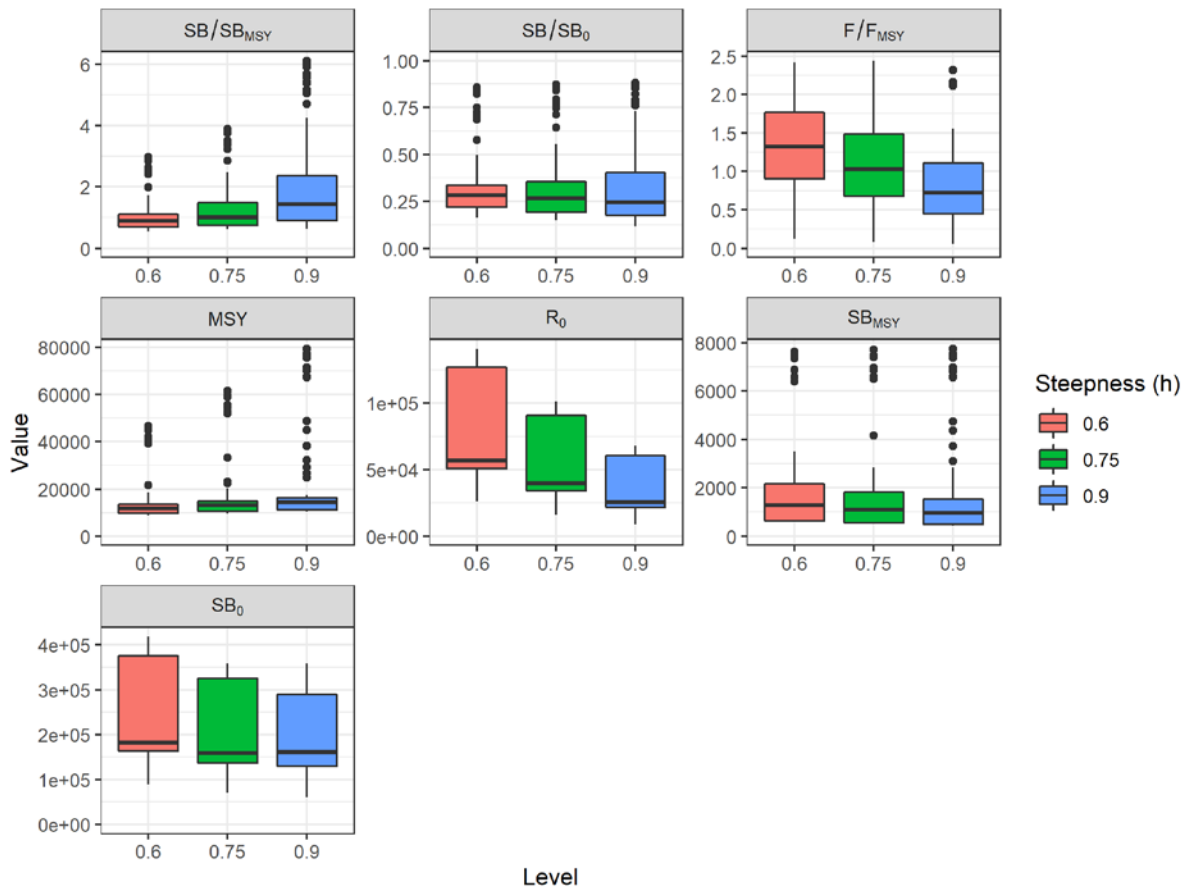 SB/SB_MSY
SB/SB_0
F/F_MSY
6
4
2
0
1.00
0.75
0.50
0.25
0.00
2.5
2.0
1.5
1.0
0.5
0.0
0.6 0.75 0.9
0.6 0.75 0.9
0.6 0.75 0.9
MSY
R_0
SB_MSY
80000
60000
40000
20000
0
1e+05
5e+04
0e+00
8000
6000
4000
2000
0
0.6 0.75 0.9
0.6 0.75 0.9
0.6 0.75 0.9
Value
Steepness (h)
0.6
0.75
0.9
SB_0
4e+05
3e+05
2e+05
1e+05
0e+00
0.6 0.75 0.9
Level